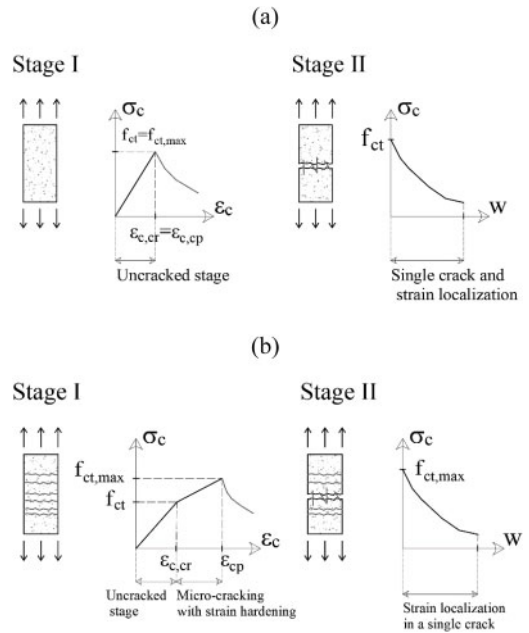 (a)
Stage I
Stage II
σc
fct=fct,max
εc
εc,cr=εc,cp
Uncracked stage
σc
fct
w
Single crack and
strain localization
(b)
Stage I
Stage II
σc
fct,max
fct
εc
εc,cr
εcp
Uncracked
stage
Micro-cracking
with strain hardening
σc
fct,max
w
Strain localization
in a single crack